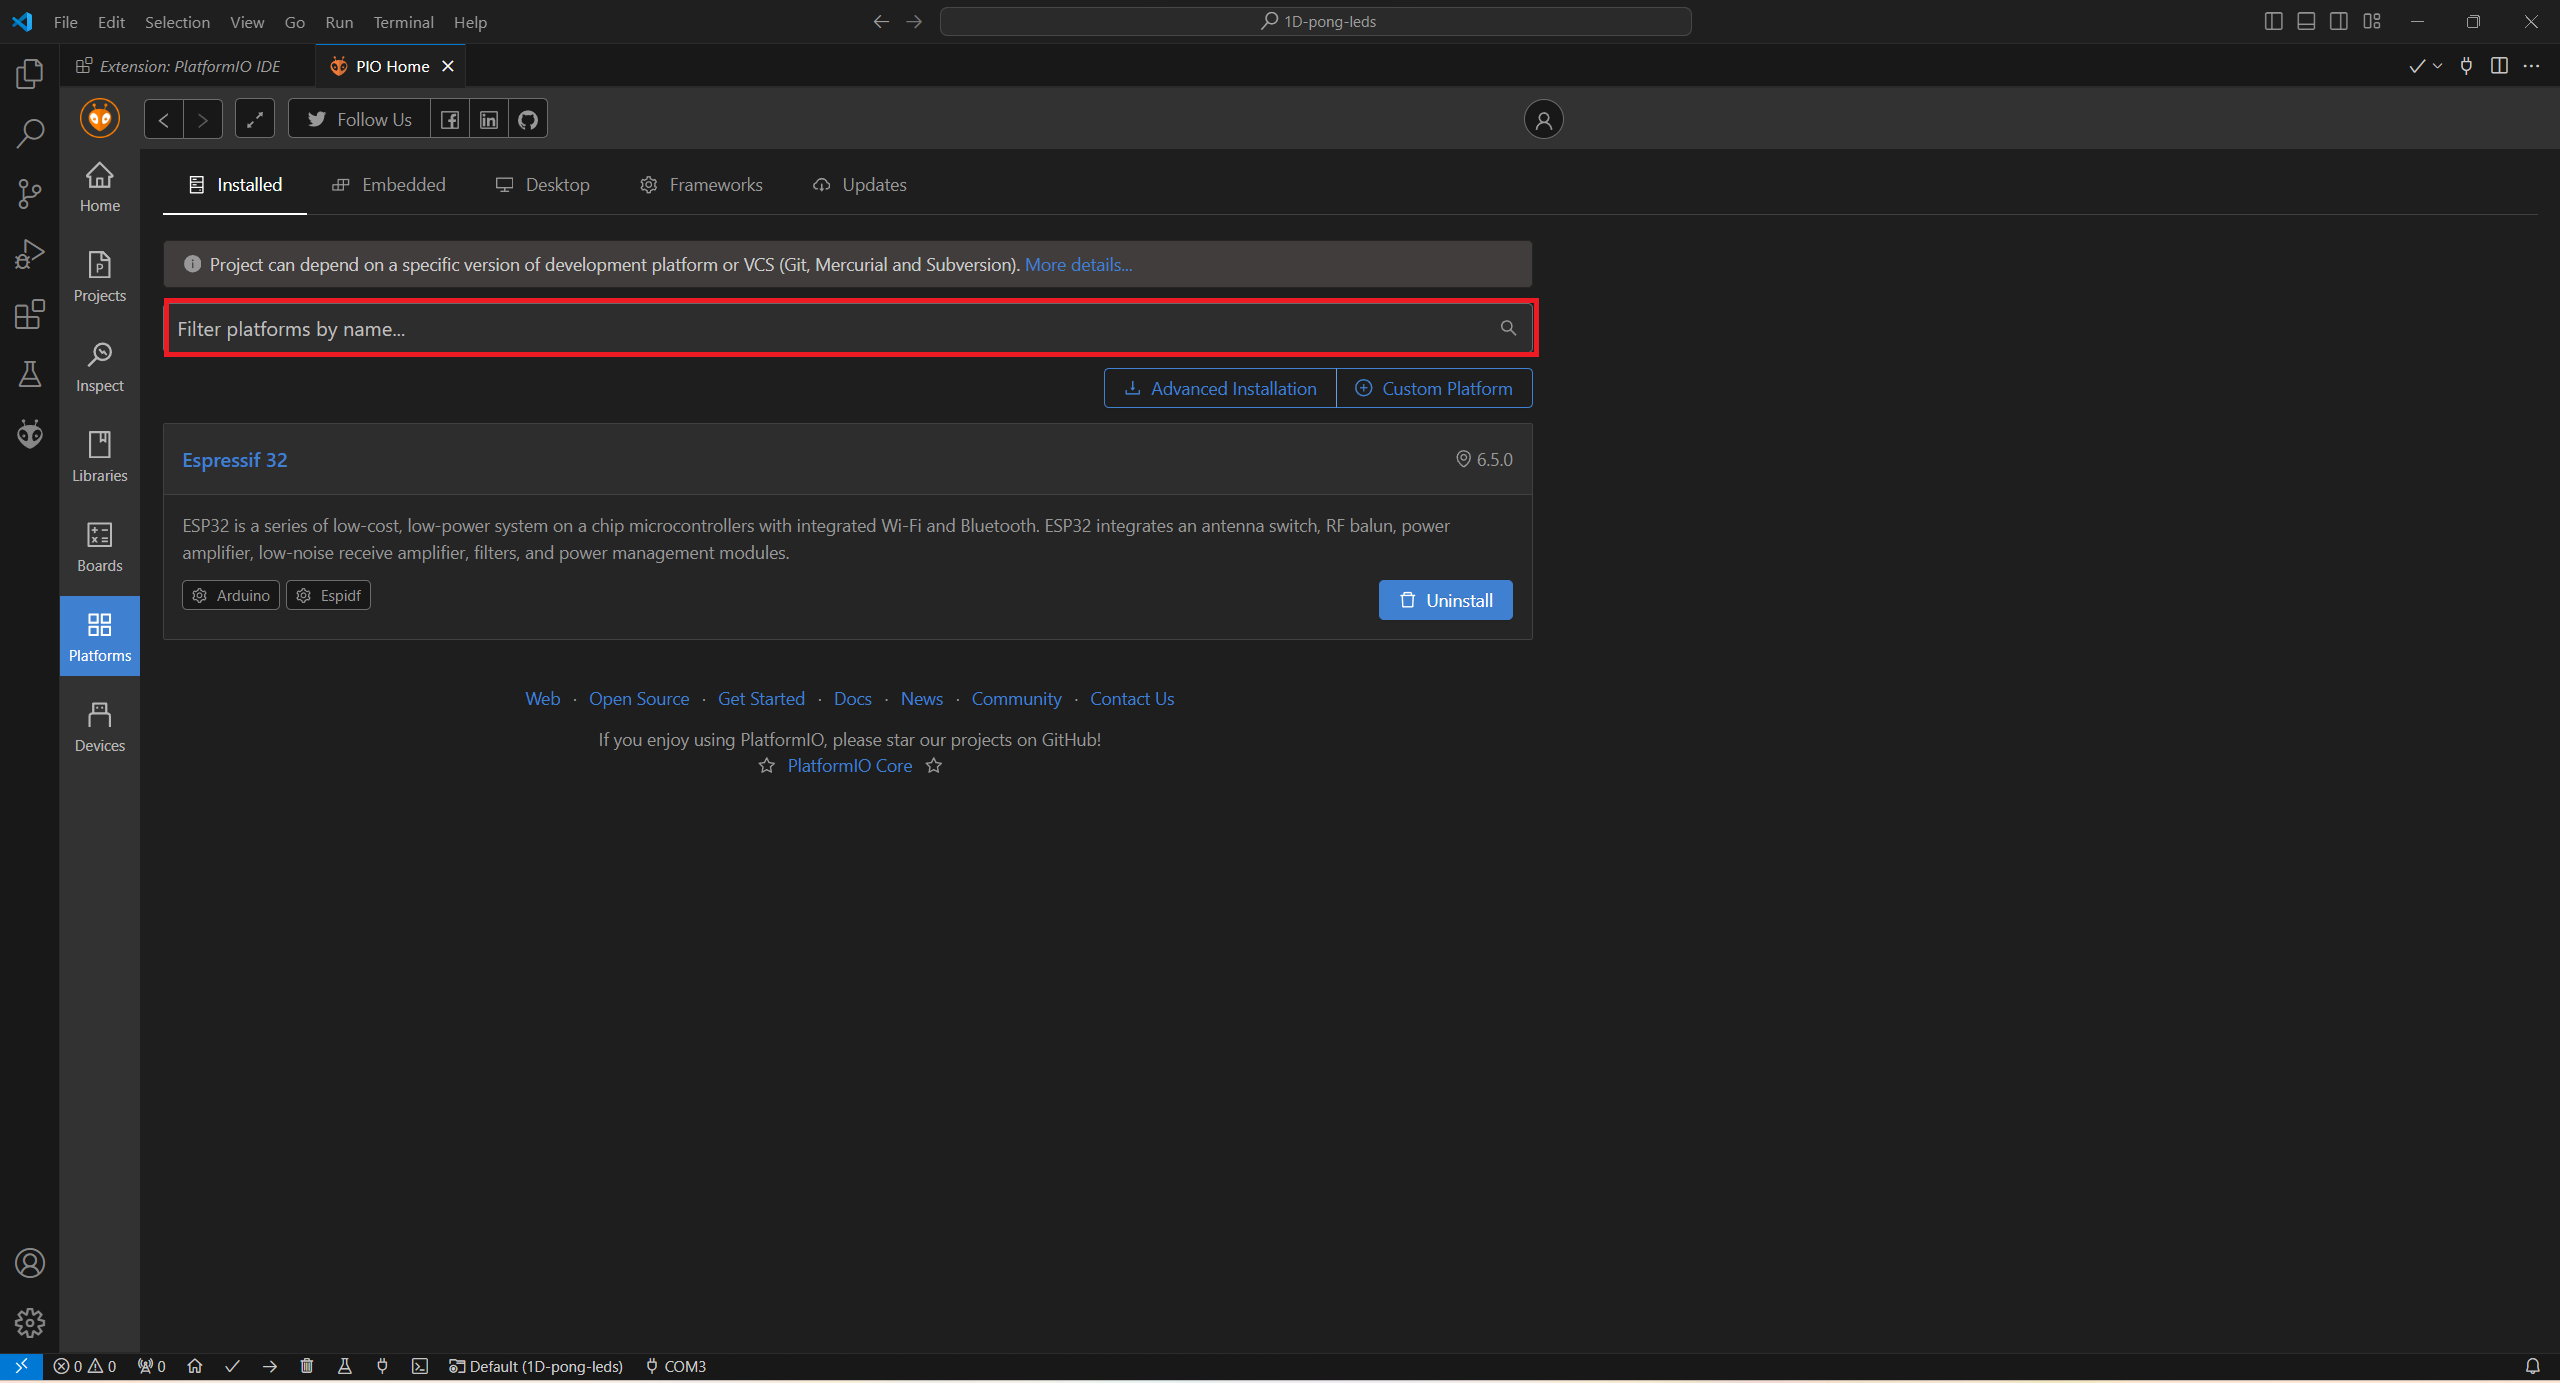 File Edit Selection View Go Run Terminal Help
1D-pong-leds
Extension: PlatformIO IDE
PIO Home
Follow Us
Home
Projects
Inspect
Libraries
Boards
Platforms
Devices
Installed Embedded Desktop Frameworks Updates
Project can depend on a specific version of development platform or VCS (Git, Mercurial and Subversion). More details...
Filter platforms by name...
Advanced Installation Custom Platform
Espressif 32 6.5.0
ESP32 is a series of low-cost, low-power system on a chip microcontrollers with integrated Wi-Fi and Bluetooth. ESP32 integrates an antenna switch, RF balun, power
amplifier, low-noise receive amplifier, filters, and power management modules.
Arduino Espidf Uninstall
Web · Open Source · Get Started · Docs · News · Community · Contact Us
If you enjoy using PlatformIO, please star our projects on GitHub!
PlatformIO Core
0 0 0 Default (1D-pong-leds) COM3